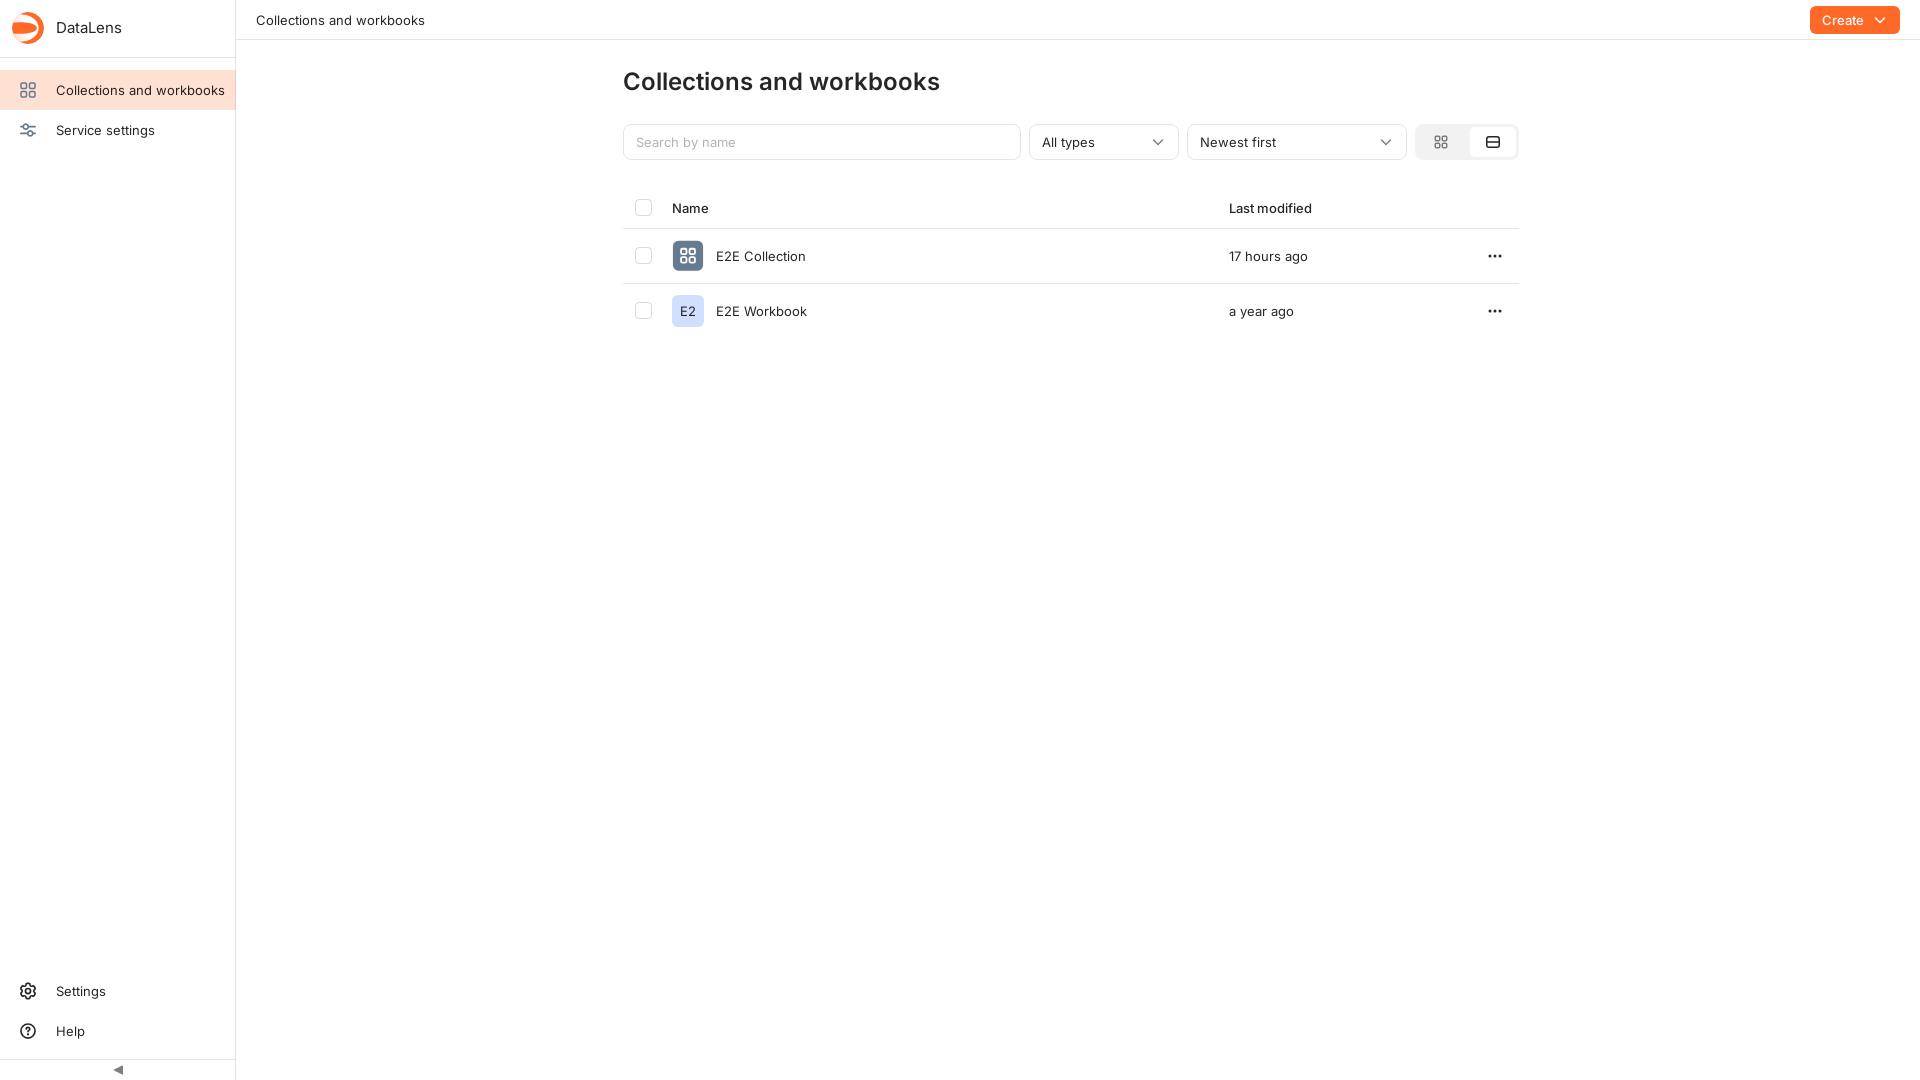 DataLens
Collections and workbooks
Service settings
Settings
Help
Collections and workbooks
Create
Collections and workbooks
Search by name
All types
Newest first
Name
Last modified
E2E Collection
17 hours ago
E2
E2E Workbook
a year ago